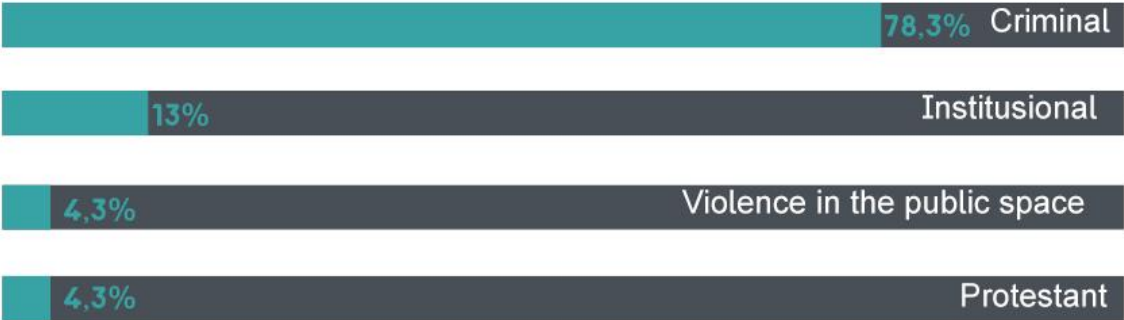 78,3% Criminal
13% Institusional
4,3% Violence in the public space
4,3% Protestant